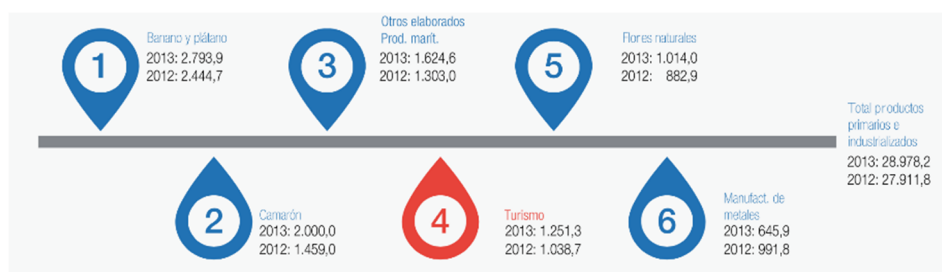 1
Banano y plátano
2013: 2.793,9
2012: 2.444,7
2
Camarón
2013: 2.000,0
2012: 1.459,0
3
Otros elaborados
Prod. marít.
2013: 1.624,6
2012: 1.303,0
4
Turismo
2013: 1.251,3
2012: 1.038,7
5
Flores naturales
2013: 1.014,0
2012: 882,9
6
Manufact. de
metales
2013: 645,9
2012: 991,8
Total productos
primarios e
industrializados
2013: 28.978,2
2012: 27.911,8